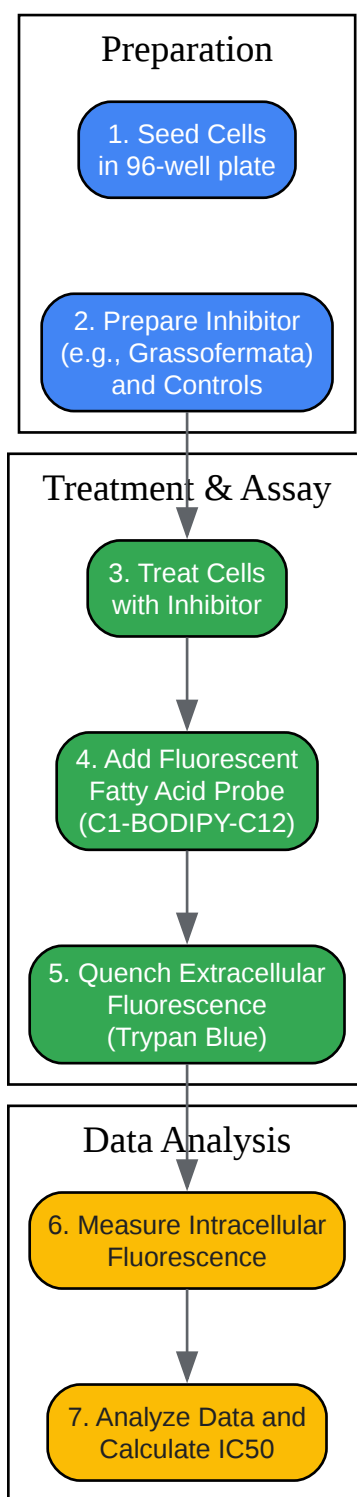 Preparation
1. Seed Cells
in 96-well plate
2. Prepare Inhibitor
(e.g., Grassofermata)
and Controls
Treatment & Assay
3. Treat Cells
with Inhibitor
4. Add Fluorescent
Fatty Acid Probe
(C1-BODIPY-C12)
5. Quench Extracellular
Fluorescence
(Trypan Blue)
Data Analysis
6. Measure Intracellular
Fluorescence
7. Analyze Data and
Calculate IC50